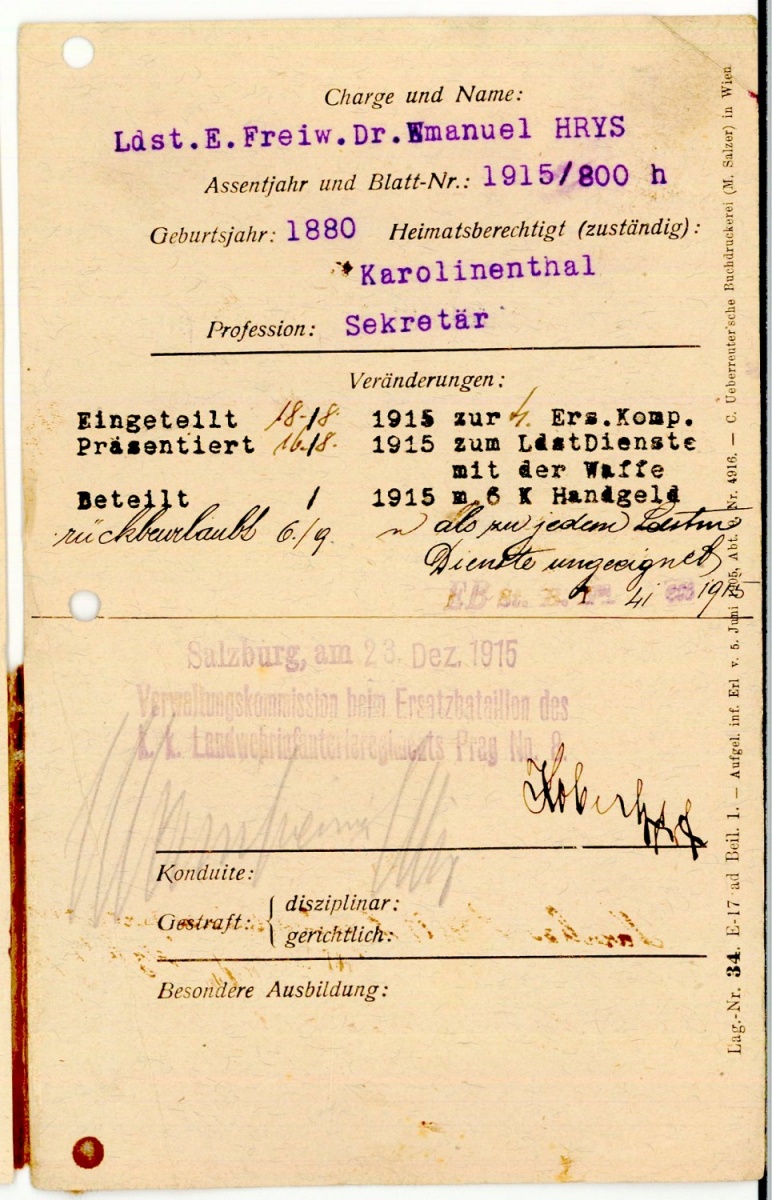 Charge und Name:
Ldst.E.Freiw.Dr.Emanuel HRYS
Assentjahr und Blatt-Nr.: 1915/800 h
Geburtsjahr: 1880 Heimatsberechtigt (zuständig):
Karolinenthal
Profession: Sekretär
Veränderungen:
Eingeteilt 18./8. 1915 zur 4. Ers.Komp.
Präsentiert 16./8. 1915 zum LdstDienste
mit der Waffe
Beteilt / 1915 m.6 K Handgeld
rückbeurlaubt 6./9. als zu jedem
Dienste ungeeignet
EB 1915
Salzburg, am 23. Dez. 1915
Verwaltungskommission beim Ersatzbataillon des
k. k. Landwehrinfanterieregiments Prag No. 8.
Konduite:
Gestraft: { disziplinar:
gerichtlich:
Besondere Ausbildung:
Lag.-Nr. 34. E-17 ad Beil. 1. — Aufgel. inf. Erl v. 5. Juni Abt. Nr. 4916. — C. Ueberreuter'sche Buchdruckerei (M. Salzer) in Wien